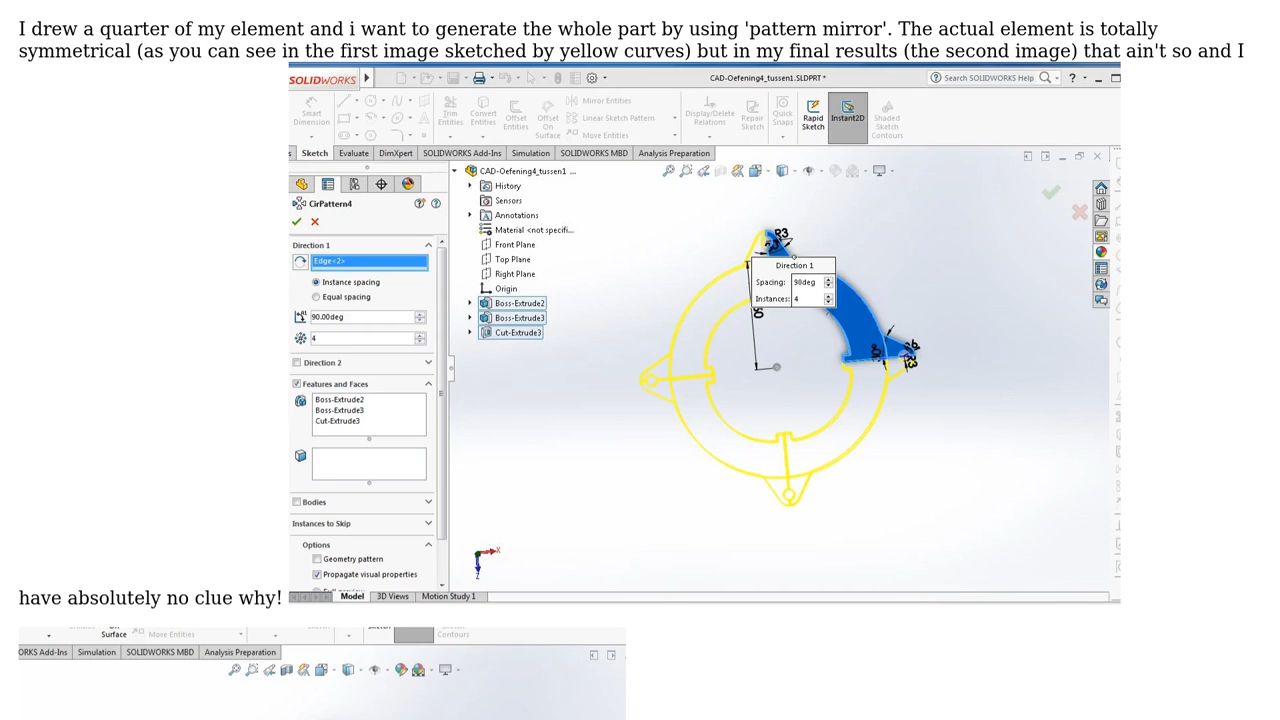 I drew a quarter of my element and i want to generate the whole part by using 'pattern mirror'. The actual element is totally
symmetrical (as you can see in the first image sketched by yellow curves) but in my final results (the second image) that ain't so and I
SOLIDWORKS
CAD-Oefening4_tussen1.SLDPRT *
Search SOLIDWORKS Help
?
Smart Dimension
Trim Entities
Convert Entities
Offset Entities
Offset On Surface
Mirror Entities
Linear Sketch Pattern
Move Entities
Display/Delete Relations
Repair Sketch
Quick Snaps
Rapid Sketch
Instant2D
Shaded Sketch Contours
s Sketch Evaluate DimXpert SOLIDWORKS Add-Ins Simulation SOLIDWORKS MBD Analysis Preparation
CirPattern4
Direction 1
Edge<2>
Instance spacing
Equal spacing
90.00deg
4
Direction 2
Features and Faces
Boss-Extrude2
Boss-Extrude3
Cut-Extrude3
Bodies
Instances to Skip
Options
Geometry pattern
Propagate visual properties
CAD-Oefening4_tussen1 ...
History
Sensors
Annotations
Material <not specifi...
Front Plane
Top Plane
Right Plane
Origin
Boss-Extrude2
Boss-Extrude3
Cut-Extrude3
R3
Direction 1
Spacing: 90deg
Instances: 4
R3
X
Z
Model 3D Views Motion Study 1
have absolutely no clue why!
Surface Move Entities Contours
ORKS Add-Ins Simulation SOLIDWORKS MBD Analysis Preparation